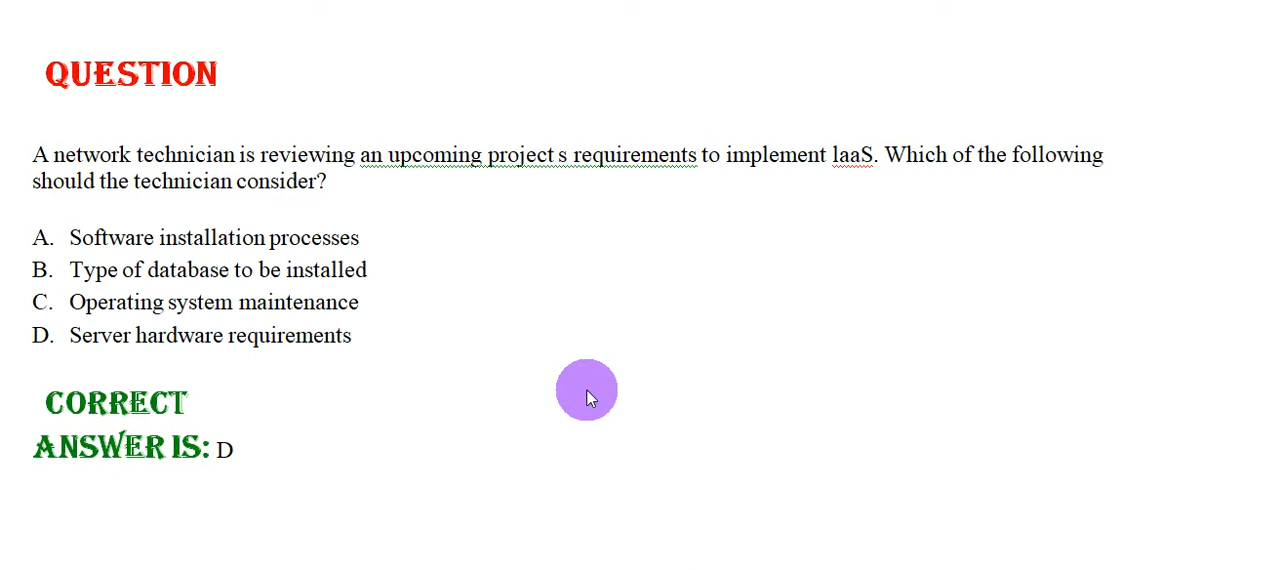 QUESTION
A network technician is reviewing an upcoming project s requirements to implement laaS. Which of the following
should the technician consider?
A. Software installation processes
B. Type of database to be installed
C. Operating system maintenance
D. Server hardware requirements
CORRECT
ANSWER IS: D